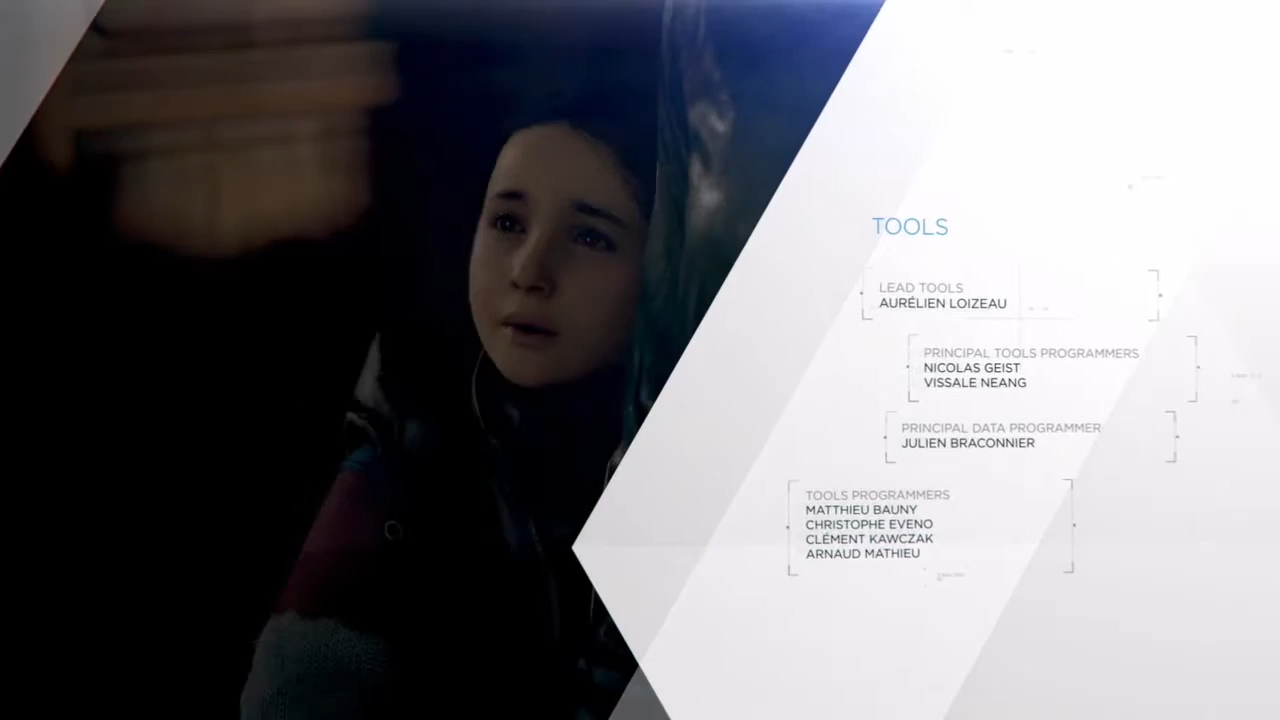 TOOLS
LEAD TOOLS
AURÉLIEN LOIZEAU
PRINCIPAL TOOLS PROGRAMMERS
NICOLAS GEIST
VISSALE NEANG
PRINCIPAL DATA PROGRAMMER
JULIEN BRACONNIER
TOOLS PROGRAMMERS
MATTHIEU BAUNY
CHRISTOPHE EVENO
CLÉMENT KAWCZAK
ARNAUD MATHIEU